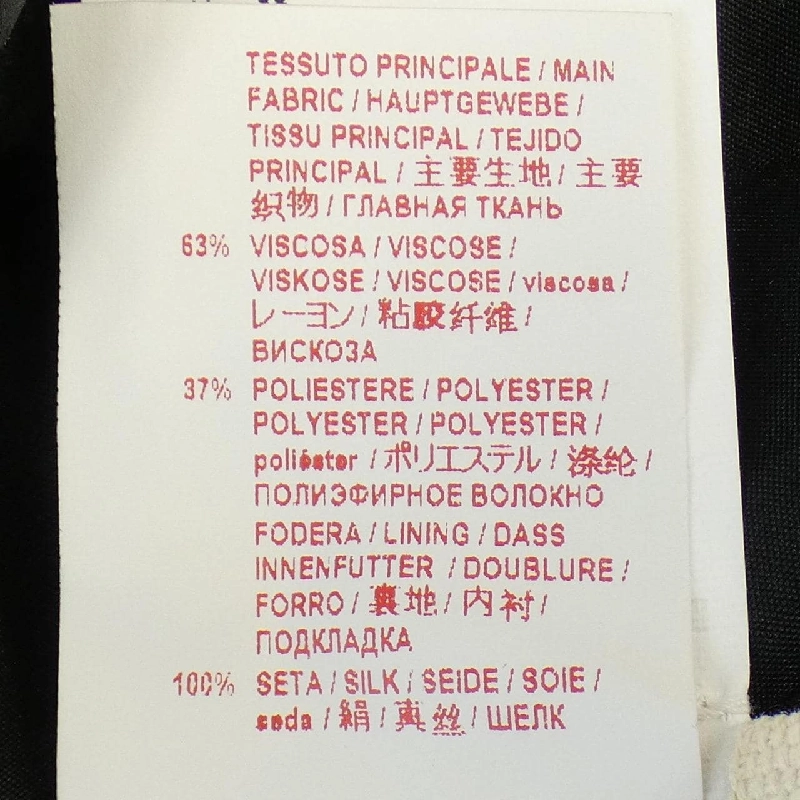 TESSUTO PRINCIPALE / MAIN
FABRIC / HAUPTGEWEBE /
TISSU PRINCIPAL / TEJIDO
PRINCIPAL / 主要生地 / 主要
织物 / ГЛАВНАЯ ТКАНЬ
63% VISCOSA / VISCOSE /
VISKOSE / VISCOSE / viscosa /
レーヨン / 粘胶纤维 /
ВИСКОЗА
37% POLIESTERE / POLYESTER /
POLYESTER / POLYESTER /
poliéster / ポリエステル / 涤纶 /
ПОЛИЭФИРНОЕ ВОЛОКНО
FODERA / LINING / DASS
INNENFUTTER / DOUBLURE /
FORRO / 裏地 / 内衬 /
ПОДКЛАДКА
100% SETA / SILK / SEIDE / SOIE /
seda / 絹 / 真丝 / ШЕЛК